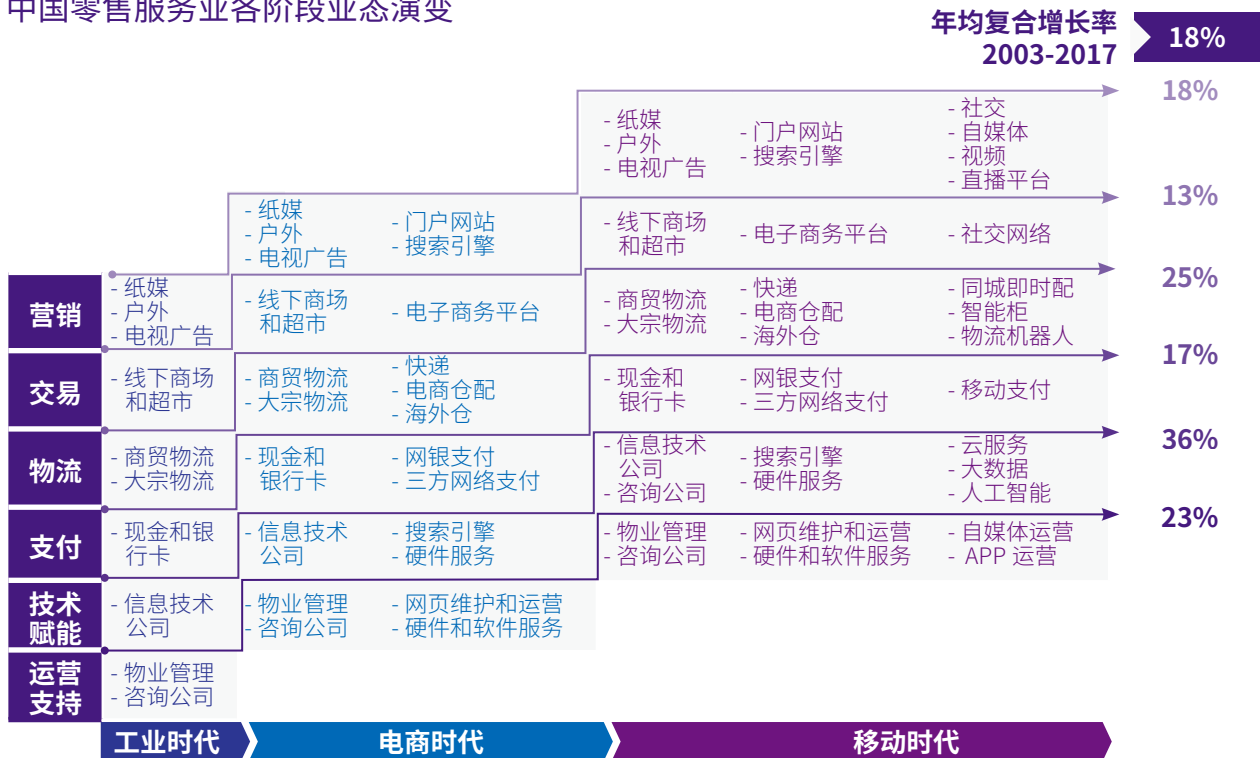 中国零售服务业各阶段业态演变
年均复合增长率
2003-2017
18%
18%
- 纸媒
- 户外
- 电视广告
- 门户网站
- 搜索引擎
- 社交
- 自媒体
- 视频
- 直播平台
13%
- 纸媒
- 户外
- 电视广告
- 门户网站
- 搜索引擎
- 线下商场
和超市
- 电子商务平台
- 社交网络
25%
营销
- 纸媒
- 户外
- 电视广告
- 线下商场
和超市
- 电子商务平台
- 商贸物流
- 大宗物流
- 快递
- 电商仓配
- 海外仓
- 同城即时配
- 智能柜
- 物流机器人
17%
交易
- 线下商场
和超市
- 商贸物流
- 大宗物流
- 快递
- 电商仓配
- 海外仓
- 现金和
银行卡
- 网银支付
- 三方网络支付
- 移动支付
36%
物流
- 商贸物流
- 大宗物流
- 现金和
银行卡
- 网银支付
- 三方网络支付
- 信息技术
公司
- 咨询公司
- 搜索引擎
- 硬件服务
- 云服务
- 大数据
- 人工智能
23%
支付
- 现金和银
行卡
- 信息技术
公司
- 搜索引擎
- 硬件服务
- 物业管理
- 咨询公司
- 网页维护和运营
- 硬件和软件服务
- 自媒体运营
- APP 运营
技术
赋能
- 信息技术
公司
- 物业管理
- 咨询公司
- 网页维护和运营
- 硬件和软件服务
运营
支持
- 物业管理
- 咨询公司
工业时代
电商时代
移动时代